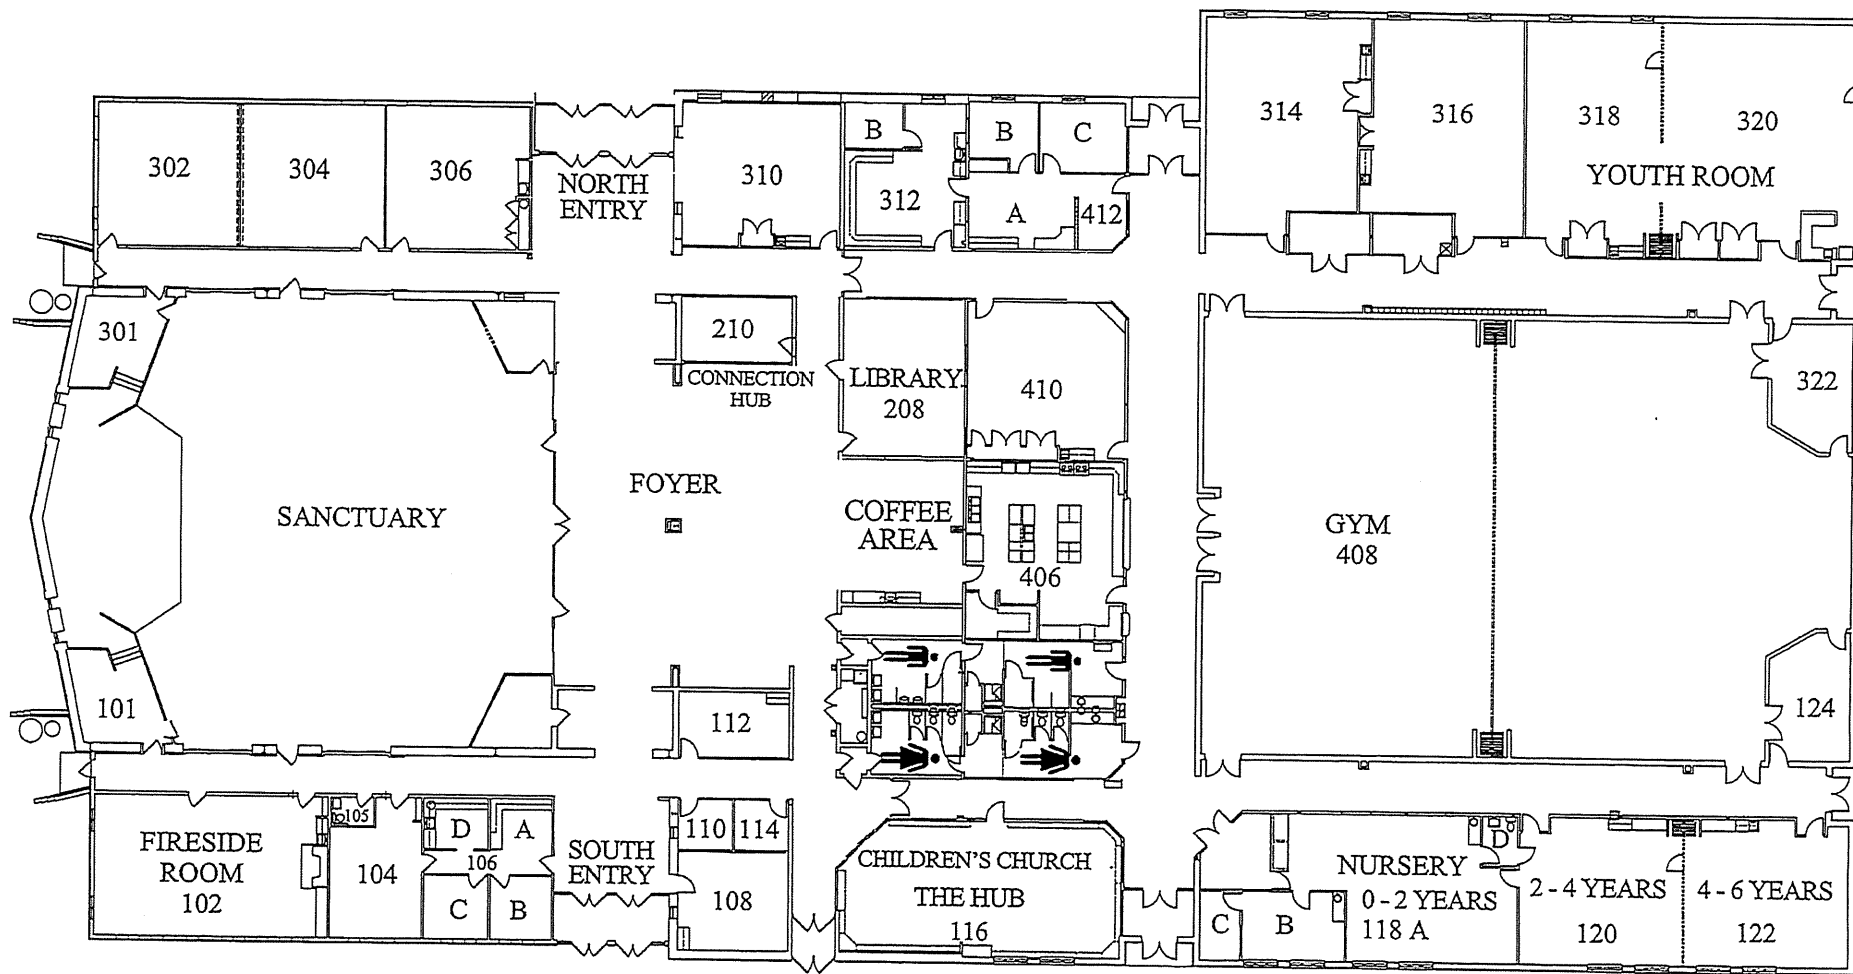 302
304
306
NORTH
ENTRY
310
B
312
B
C
A
412
314
316
318
320
YOUTH ROOM
301
210
CONNECTION
HUB
LIBRARY
208
410
322
SANCTUARY
FOYER
COFFEE
AREA
406
GYM
408
101
112
124
FIRESIDE
ROOM
102
105
104
D
A
106
C
B
SOUTH
ENTRY
110
114
108
CHILDREN'S CHURCH
THE HUB
116
NURSERY
0 - 2 YEARS
118 A
C
B
D
2 - 4 YEARS
120
4 - 6 YEARS
122